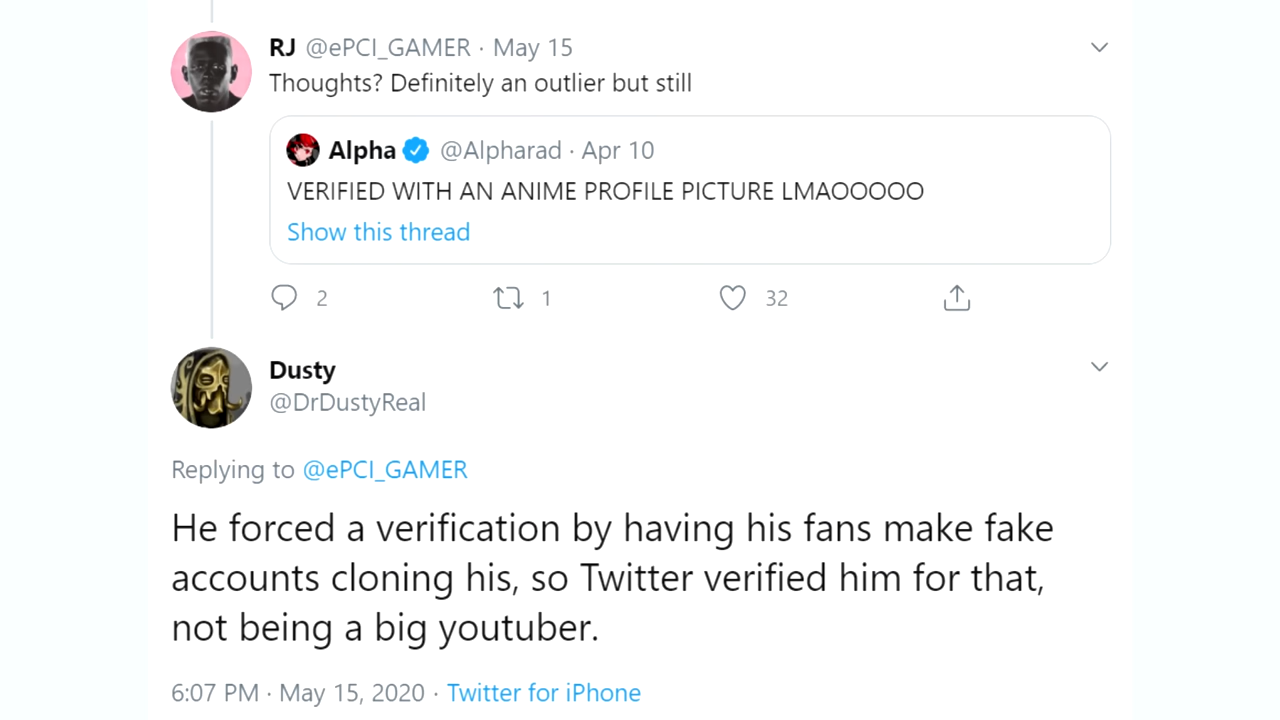 RJ @ePCI_GAMER · May 15
Thoughts? Definitely an outlier but still
Alpha @Alpharad · Apr 10
VERIFIED WITH AN ANIME PROFILE PICTURE LMAOOOOO
Show this thread
2 1 32
Dusty
@DrDustyReal
Replying to @ePCI_GAMER
He forced a verification by having his fans make fake
accounts cloning his, so Twitter verified him for that,
not being a big youtuber.
6:07 PM · May 15, 2020 · Twitter for iPhone